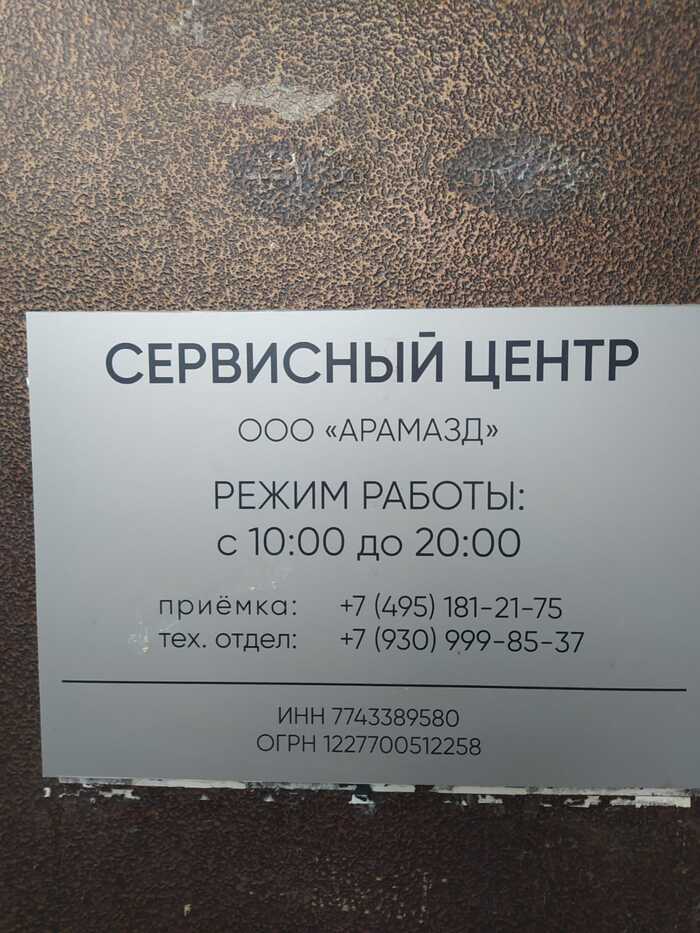 СЕРВИСНЫЙ ЦЕНТР
ООО «АРАМАЗД»
РЕЖИМ РАБОТЫ:
с 10:00 до 20:00
приёмка: +7 (495) 181-21-75
тех. отдел: +7 (930) 999-85-37
ИНН 7743389580
ОГРН 1227700512258